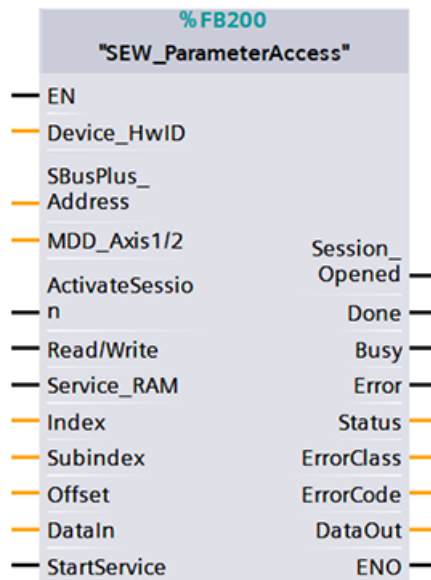 %FB200
"SEW_ParameterAccess"
EN
Device_HwID
SBusPlus_
Address
MDD_Axis1/2
ActivateSessio
n
Read/Write
Service_RAM
Index
Subindex
Offset
DataIn
StartService
Session_
Opened
Done
Busy
Error
Status
ErrorClass
ErrorCode
DataOut
ENO